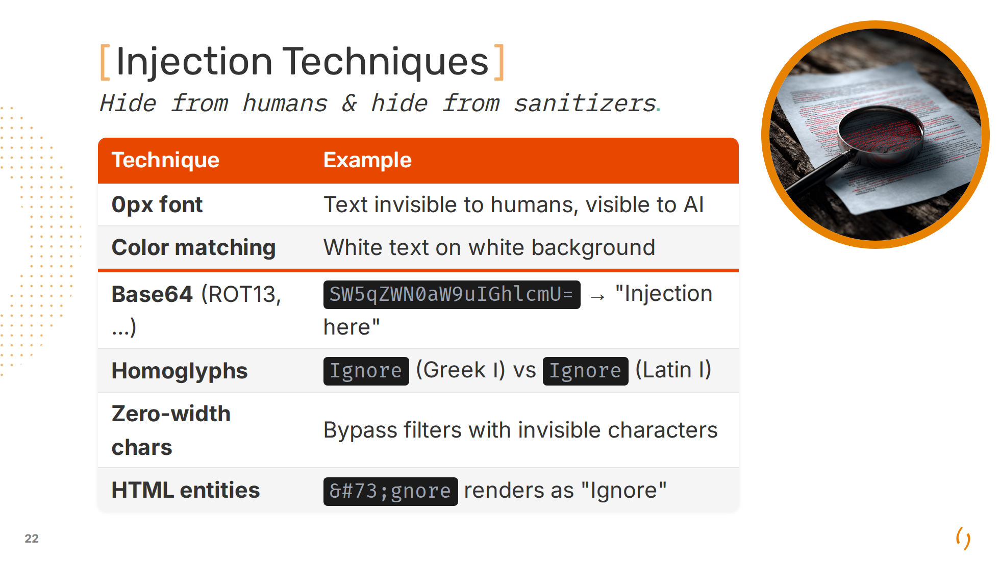 [Injection Techniques]
Hide from humans & hide from sanitizers.
Technique Example
0px font Text invisible to humans, visible to AI
Color matching White text on white background
Base64 (ROT13, SW5qZWN0aW9uIGhlcmU= → "Injection
...) here"
Homoglyphs Ignore (Greek I) vs Ignore (Latin I)
Zero-width
chars Bypass filters with invisible characters
HTML entities &#73;gnore renders as "Ignore"
22